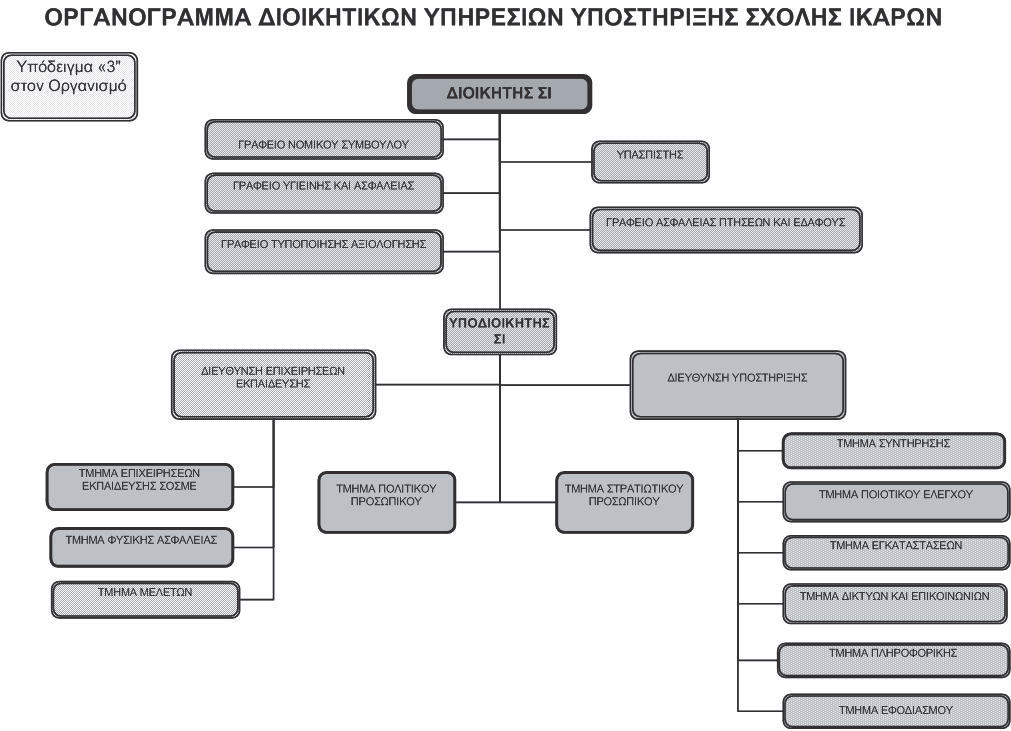 ΟΡΓΑΝΟΓΡΑΜΜΑ ΔΙΟΙΚΗΤΙΚΩΝ ΥΠΗΡΕΣΙΩΝ ΥΠΟΣΤΗΡΙΞΗΣ ΣΧΟΛΗΣ ΙΚΑΡΩΝ
Υπόδειγμα «3"
στον Οργανισμό
ΔΙΟΙΚΗΤΗΣ ΣΙ
ΓΡΑΦΕΙΟ ΝΟΜΙΚΟΥ ΣΥΜΒΟΥΛΟΥ
ΥΠΑΣΠΙΣΤΗΣ
ΓΡΑΦΕΙΟ ΥΓΙΕΙΝΗΣ ΚΑΙ ΑΣΦΑΛΕΙΑΣ
ΓΡΑΦΕΙΟ ΑΣΦΑΛΕΙΑΣ ΠΤΗΣΕΩΝ ΚΑΙ ΕΔΑΦΟΥΣ
ΓΡΑΦΕΙΟ ΤΥΠΟΠΟΙΗΣΗΣ ΑΞΙΟΛΟΓΗΣΗΣ
ΥΠΟΔΙΟΙΚΗΤΗΣ
ΣΙ
ΔΙΕΥΘΥΝΣΗ ΕΠΙΧΕΙΡΗΣΕΩΝ
ΕΚΠΑΙΔΕΥΣΗΣ
ΔΙΕΥΘΥΝΣΗ ΥΠΟΣΤΗΡΙΞΗΣ
ΤΜΗΜΑ ΕΠΙΧΕΙΡΗΣΕΩΝ
ΕΚΠΑΙΔΕΥΣΗΣ ΣΟΣΜΕ
ΤΜΗΜΑ ΦΥΣΙΚΗΣ ΑΣΦΑΛΕΙΑΣ
ΤΜΗΜΑ ΜΕΛΕΤΩΝ
ΤΜΗΜΑ ΠΟΛΙΤΙΚΟΥ
ΠΡΟΣΩΠΙΚΟΥ
ΤΜΗΜΑ ΣΤΡΑΤΙΩΤΙΚΟΥ
ΠΡΟΣΩΠΙΚΟΥ
ΤΜΗΜΑ ΣΥΝΤΗΡΗΣΗΣ
ΤΜΗΜΑ ΠΟΙΟΤΙΚΟΥ ΕΛΕΓΧΟΥ
ΤΜΗΜΑ ΕΓΚΑΤΑΣΤΑΣΕΩΝ
ΤΜΗΜΑ ΔΙΚΤΥΩΝ ΚΑΙ ΕΠΙΚΟΙΝΩΝΙΩΝ
ΤΜΗΜΑ ΠΛΗΡΟΦΟΡΙΚΗΣ
ΤΜΗΜΑ ΕΦΟΔΙΑΣΜΟΥ